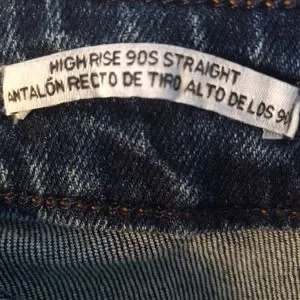 HIGH RISE 90S STRAIGHT
ANTALÓN RECTO DE TIRO ALTO DE LOS 90